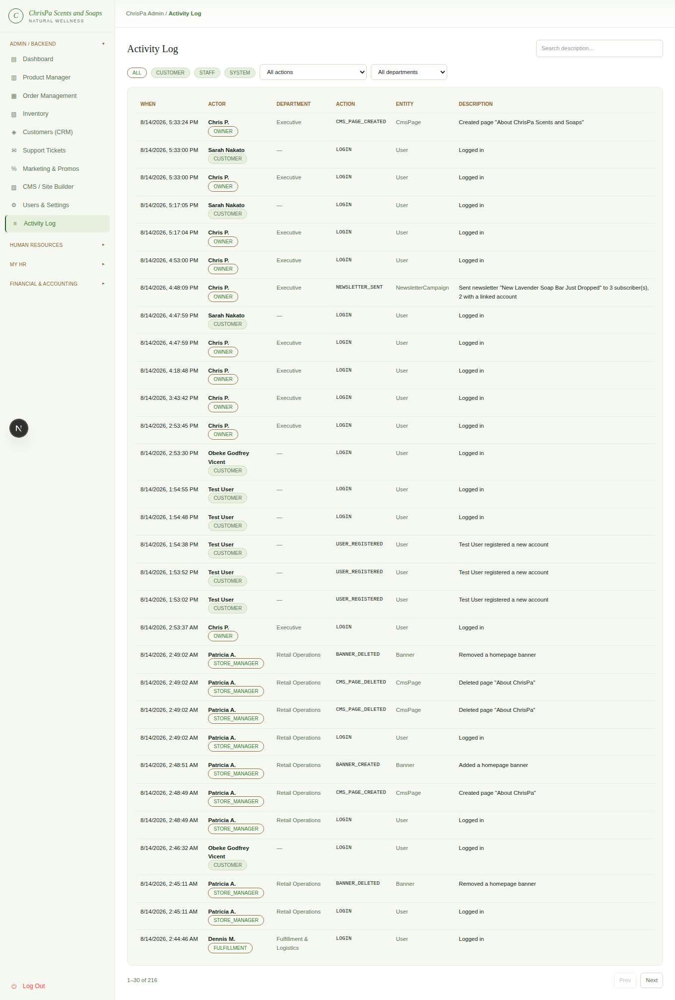 C ChrisPa Scents and Soaps
NATURAL WELLNESS
ADMIN / BACKEND
Dashboard
Product Manager
Order Management
Inventory
Customers (CRM)
Support Tickets
% Marketing & Promos
CMS / Site Builder
Users & Settings
Activity Log
HUMAN RESOURCES
MY HR
FINANCIAL & ACCOUNTING
N
Log Out
ChrisPa Admin / Activity Log
Activity Log
Search description…
ALL CUSTOMER STAFF SYSTEM All actions All departments
WHEN ACTOR DEPARTMENT ACTION ENTITY DESCRIPTION
8/14/2026, 5:33:24 PM Chris P. Executive CMS_PAGE_CREATED CmsPage Created page "About ChrisPa Scents and Soaps"
OWNER
8/14/2026, 5:33:00 PM Sarah Nakato — LOGIN User Logged in
CUSTOMER
8/14/2026, 5:33:00 PM Chris P. Executive LOGIN User Logged in
OWNER
8/14/2026, 5:17:05 PM Sarah Nakato — LOGIN User Logged in
CUSTOMER
8/14/2026, 5:17:04 PM Chris P. Executive LOGIN User Logged in
OWNER
8/14/2026, 4:53:00 PM Chris P. Executive LOGIN User Logged in
OWNER
8/14/2026, 4:48:09 PM Chris P. Executive NEWSLETTER_SENT NewsletterCampaign Sent newsletter "New Lavender Soap Bar Just Dropped" to 3 subscriber(s),
OWNER 2 with a linked account
8/14/2026, 4:47:59 PM Sarah Nakato — LOGIN User Logged in
CUSTOMER
8/14/2026, 4:47:59 PM Chris P. Executive LOGIN User Logged in
OWNER
8/14/2026, 4:18:48 PM Chris P. Executive LOGIN User Logged in
OWNER
8/14/2026, 3:43:42 PM Chris P. Executive LOGIN User Logged in
OWNER
8/14/2026, 2:53:45 PM Chris P. Executive LOGIN User Logged in
OWNER
8/14/2026, 2:53:30 PM Obeke Godfrey — LOGIN User Logged in
Vicent
CUSTOMER
8/14/2026, 1:54:55 PM Test User — LOGIN User Logged in
CUSTOMER
8/14/2026, 1:54:48 PM Test User — LOGIN User Logged in
CUSTOMER
8/14/2026, 1:54:38 PM Test User — USER_REGISTERED User Test User registered a new account
CUSTOMER
8/14/2026, 1:53:52 PM Test User — USER_REGISTERED User Test User registered a new account
CUSTOMER
8/14/2026, 1:53:02 PM Test User — USER_REGISTERED User Test User registered a new account
CUSTOMER
8/14/2026, 2:53:37 AM Chris P. Executive LOGIN User Logged in
OWNER
8/14/2026, 2:49:02 AM Patricia A. Retail Operations BANNER_DELETED Banner Removed a homepage banner
STORE_MANAGER
8/14/2026, 2:49:02 AM Patricia A. Retail Operations CMS_PAGE_DELETED CmsPage Deleted page "About ChrisPa"
STORE_MANAGER
8/14/2026, 2:49:02 AM Patricia A. Retail Operations CMS_PAGE_DELETED CmsPage Deleted page "About ChrisPa"
STORE_MANAGER
8/14/2026, 2:49:02 AM Patricia A. Retail Operations LOGIN User Logged in
STORE_MANAGER
8/14/2026, 2:48:51 AM Patricia A. Retail Operations BANNER_CREATED Banner Added a homepage banner
STORE_MANAGER
8/14/2026, 2:48:49 AM Patricia A. Retail Operations CMS_PAGE_CREATED CmsPage Created page "About ChrisPa"
STORE_MANAGER
8/14/2026, 2:48:49 AM Patricia A. Retail Operations LOGIN User Logged in
STORE_MANAGER
8/14/2026, 2:46:32 AM Obeke Godfrey — LOGIN User Logged in
Vicent
CUSTOMER
8/14/2026, 2:45:11 AM Patricia A. Retail Operations BANNER_DELETED Banner Removed a homepage banner
STORE_MANAGER
8/14/2026, 2:45:11 AM Patricia A. Retail Operations LOGIN User Logged in
STORE_MANAGER
8/14/2026, 2:44:46 AM Dennis M. Fulfillment & LOGIN User Logged in
FULFILLMENT Logistics
1–30 of 216 Prev Next